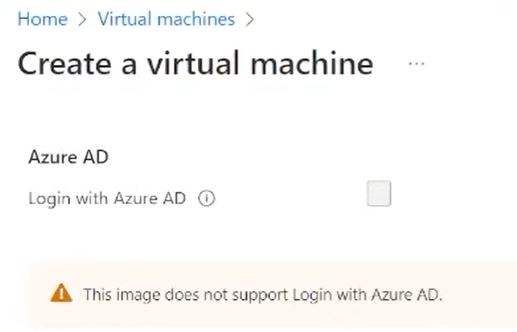 Home > Virtual machines >
Create a virtual machine ...
Azure AD
Login with Azure AD
This image does not support Login with Azure AD.